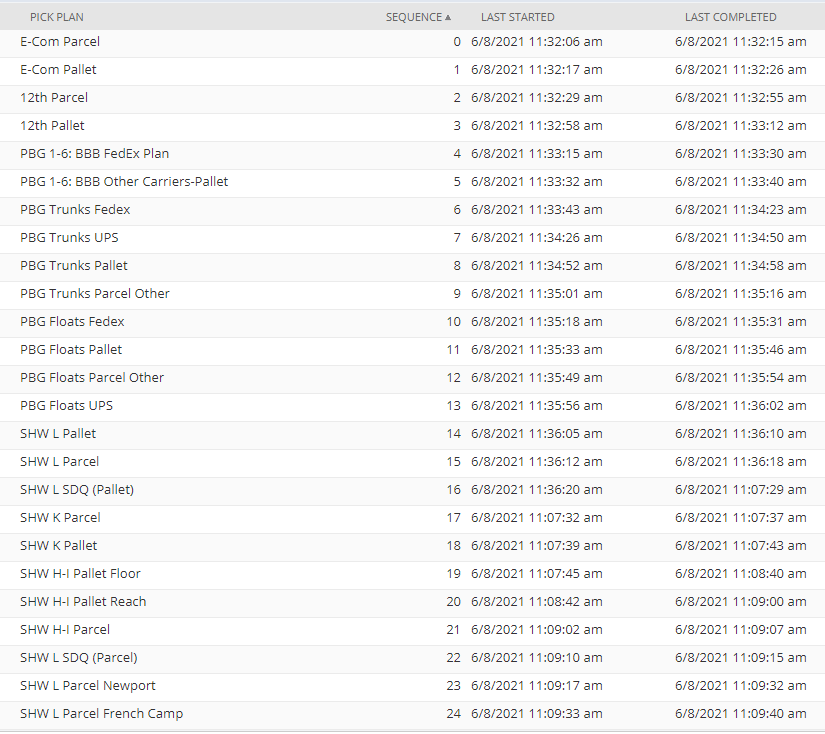 PICK PLAN SEQUENCE▲ LAST STARTED LAST COMPLETED
E-Com Parcel 0 6/8/2021 11:32:06 am 6/8/2021 11:32:15 am
E-Com Pallet 1 6/8/2021 11:32:17 am 6/8/2021 11:32:26 am
12th Parcel 2 6/8/2021 11:32:29 am 6/8/2021 11:32:55 am
12th Pallet 3 6/8/2021 11:32:58 am 6/8/2021 11:33:12 am
PBG 1-6: BBB FedEx Plan 4 6/8/2021 11:33:15 am 6/8/2021 11:33:30 am
PBG 1-6: BBB Other Carriers-Pallet 5 6/8/2021 11:33:32 am 6/8/2021 11:33:40 am
PBG Trunks Fedex 6 6/8/2021 11:33:43 am 6/8/2021 11:34:23 am
PBG Trunks UPS 7 6/8/2021 11:34:26 am 6/8/2021 11:34:50 am
PBG Trunks Pallet 8 6/8/2021 11:34:52 am 6/8/2021 11:34:58 am
PBG Trunks Parcel Other 9 6/8/2021 11:35:01 am 6/8/2021 11:35:16 am
PBG Floats Fedex 10 6/8/2021 11:35:18 am 6/8/2021 11:35:31 am
PBG Floats Pallet 11 6/8/2021 11:35:33 am 6/8/2021 11:35:46 am
PBG Floats Parcel Other 12 6/8/2021 11:35:49 am 6/8/2021 11:35:54 am
PBG Floats UPS 13 6/8/2021 11:35:56 am 6/8/2021 11:36:02 am
SHW L Pallet 14 6/8/2021 11:36:05 am 6/8/2021 11:36:10 am
SHW L Parcel 15 6/8/2021 11:36:12 am 6/8/2021 11:36:18 am
SHW L SDQ (Pallet) 16 6/8/2021 11:36:20 am 6/8/2021 11:07:29 am
SHW K Parcel 17 6/8/2021 11:07:32 am 6/8/2021 11:07:37 am
SHW K Pallet 18 6/8/2021 11:07:39 am 6/8/2021 11:07:43 am
SHW H-I Pallet Floor 19 6/8/2021 11:07:45 am 6/8/2021 11:08:40 am
SHW H-I Pallet Reach 20 6/8/2021 11:08:42 am 6/8/2021 11:09:00 am
SHW H-I Parcel 21 6/8/2021 11:09:02 am 6/8/2021 11:09:07 am
SHW L SDQ (Parcel) 22 6/8/2021 11:09:10 am 6/8/2021 11:09:15 am
SHW L Parcel Newport 23 6/8/2021 11:09:17 am 6/8/2021 11:09:32 am
SHW L Parcel French Camp 24 6/8/2021 11:09:33 am 6/8/2021 11:09:40 am